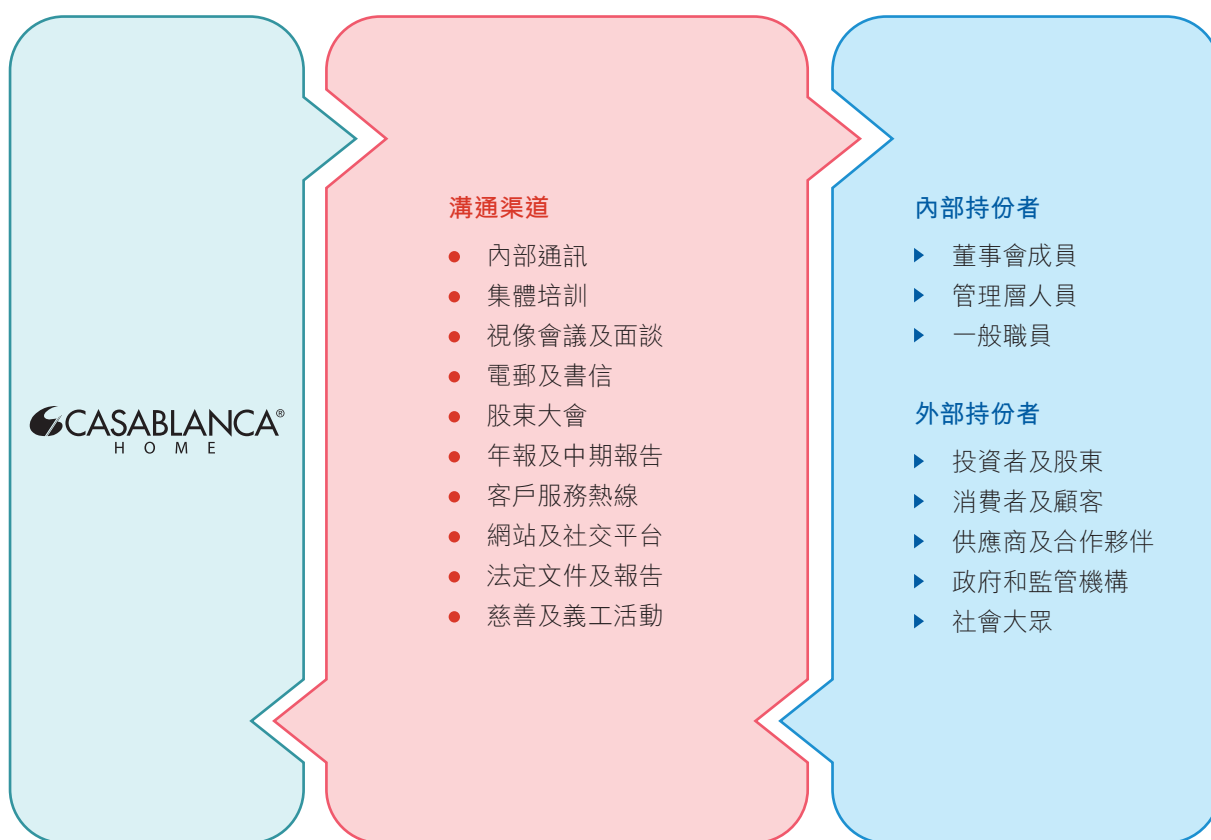 CASABLANCA®
HOME
溝通渠道
內部通訊
集體培訓
視像會議及面談
電郵及書信
股東大會
年報及中期報告
客戶服務熱線
網站及社交平台
法定文件及報告
慈善及義工活動
內部持份者
董事會成員
管理層人員
一般職員
外部持份者
投資者及股東
消費者及顧客
供應商及合作夥伴
政府和監管機構
社會大眾